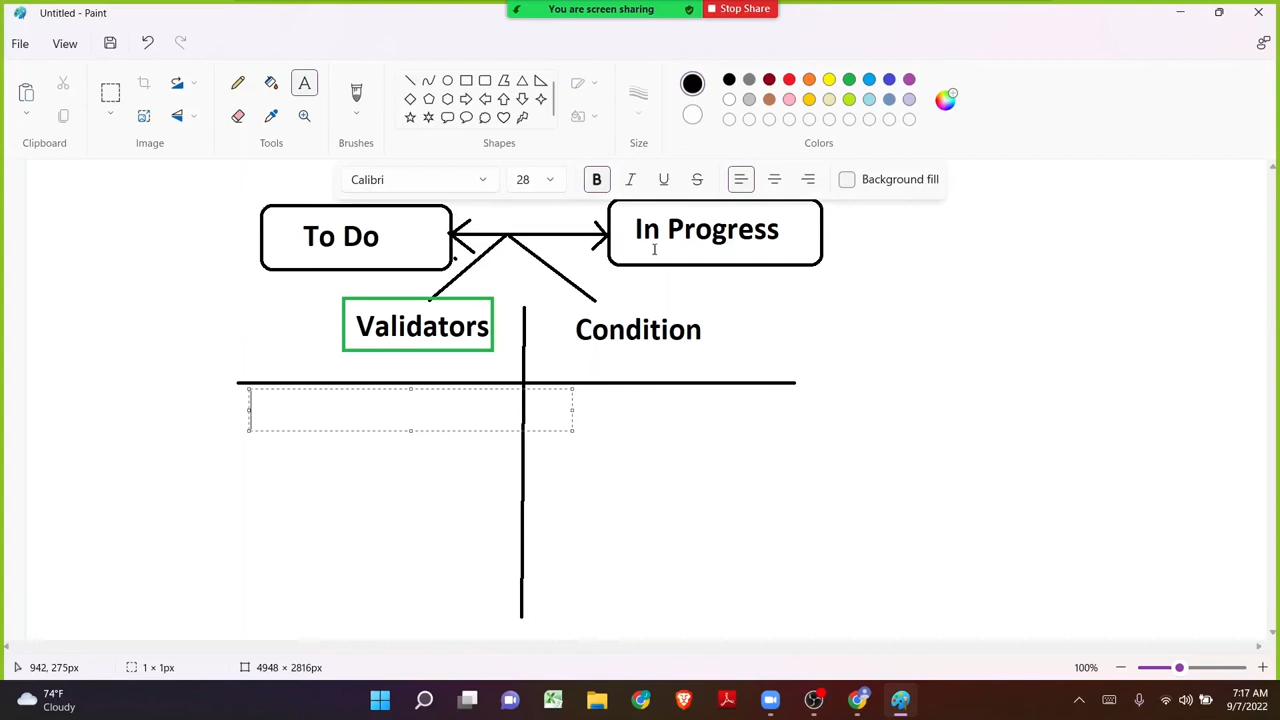 You are screen sharing
Stop Share
Untitled - Paint
File
View
Clipboard
Image
Tools
Brushes
Shapes
Size
Colors
Calibri
28
B
I
U
S
Background fill
To Do
In Progress
Validators
Condition
942, 275px
1 × 1px
4948 × 2816px
100%
74°F
Cloudy
7:17 AM
9/7/2022